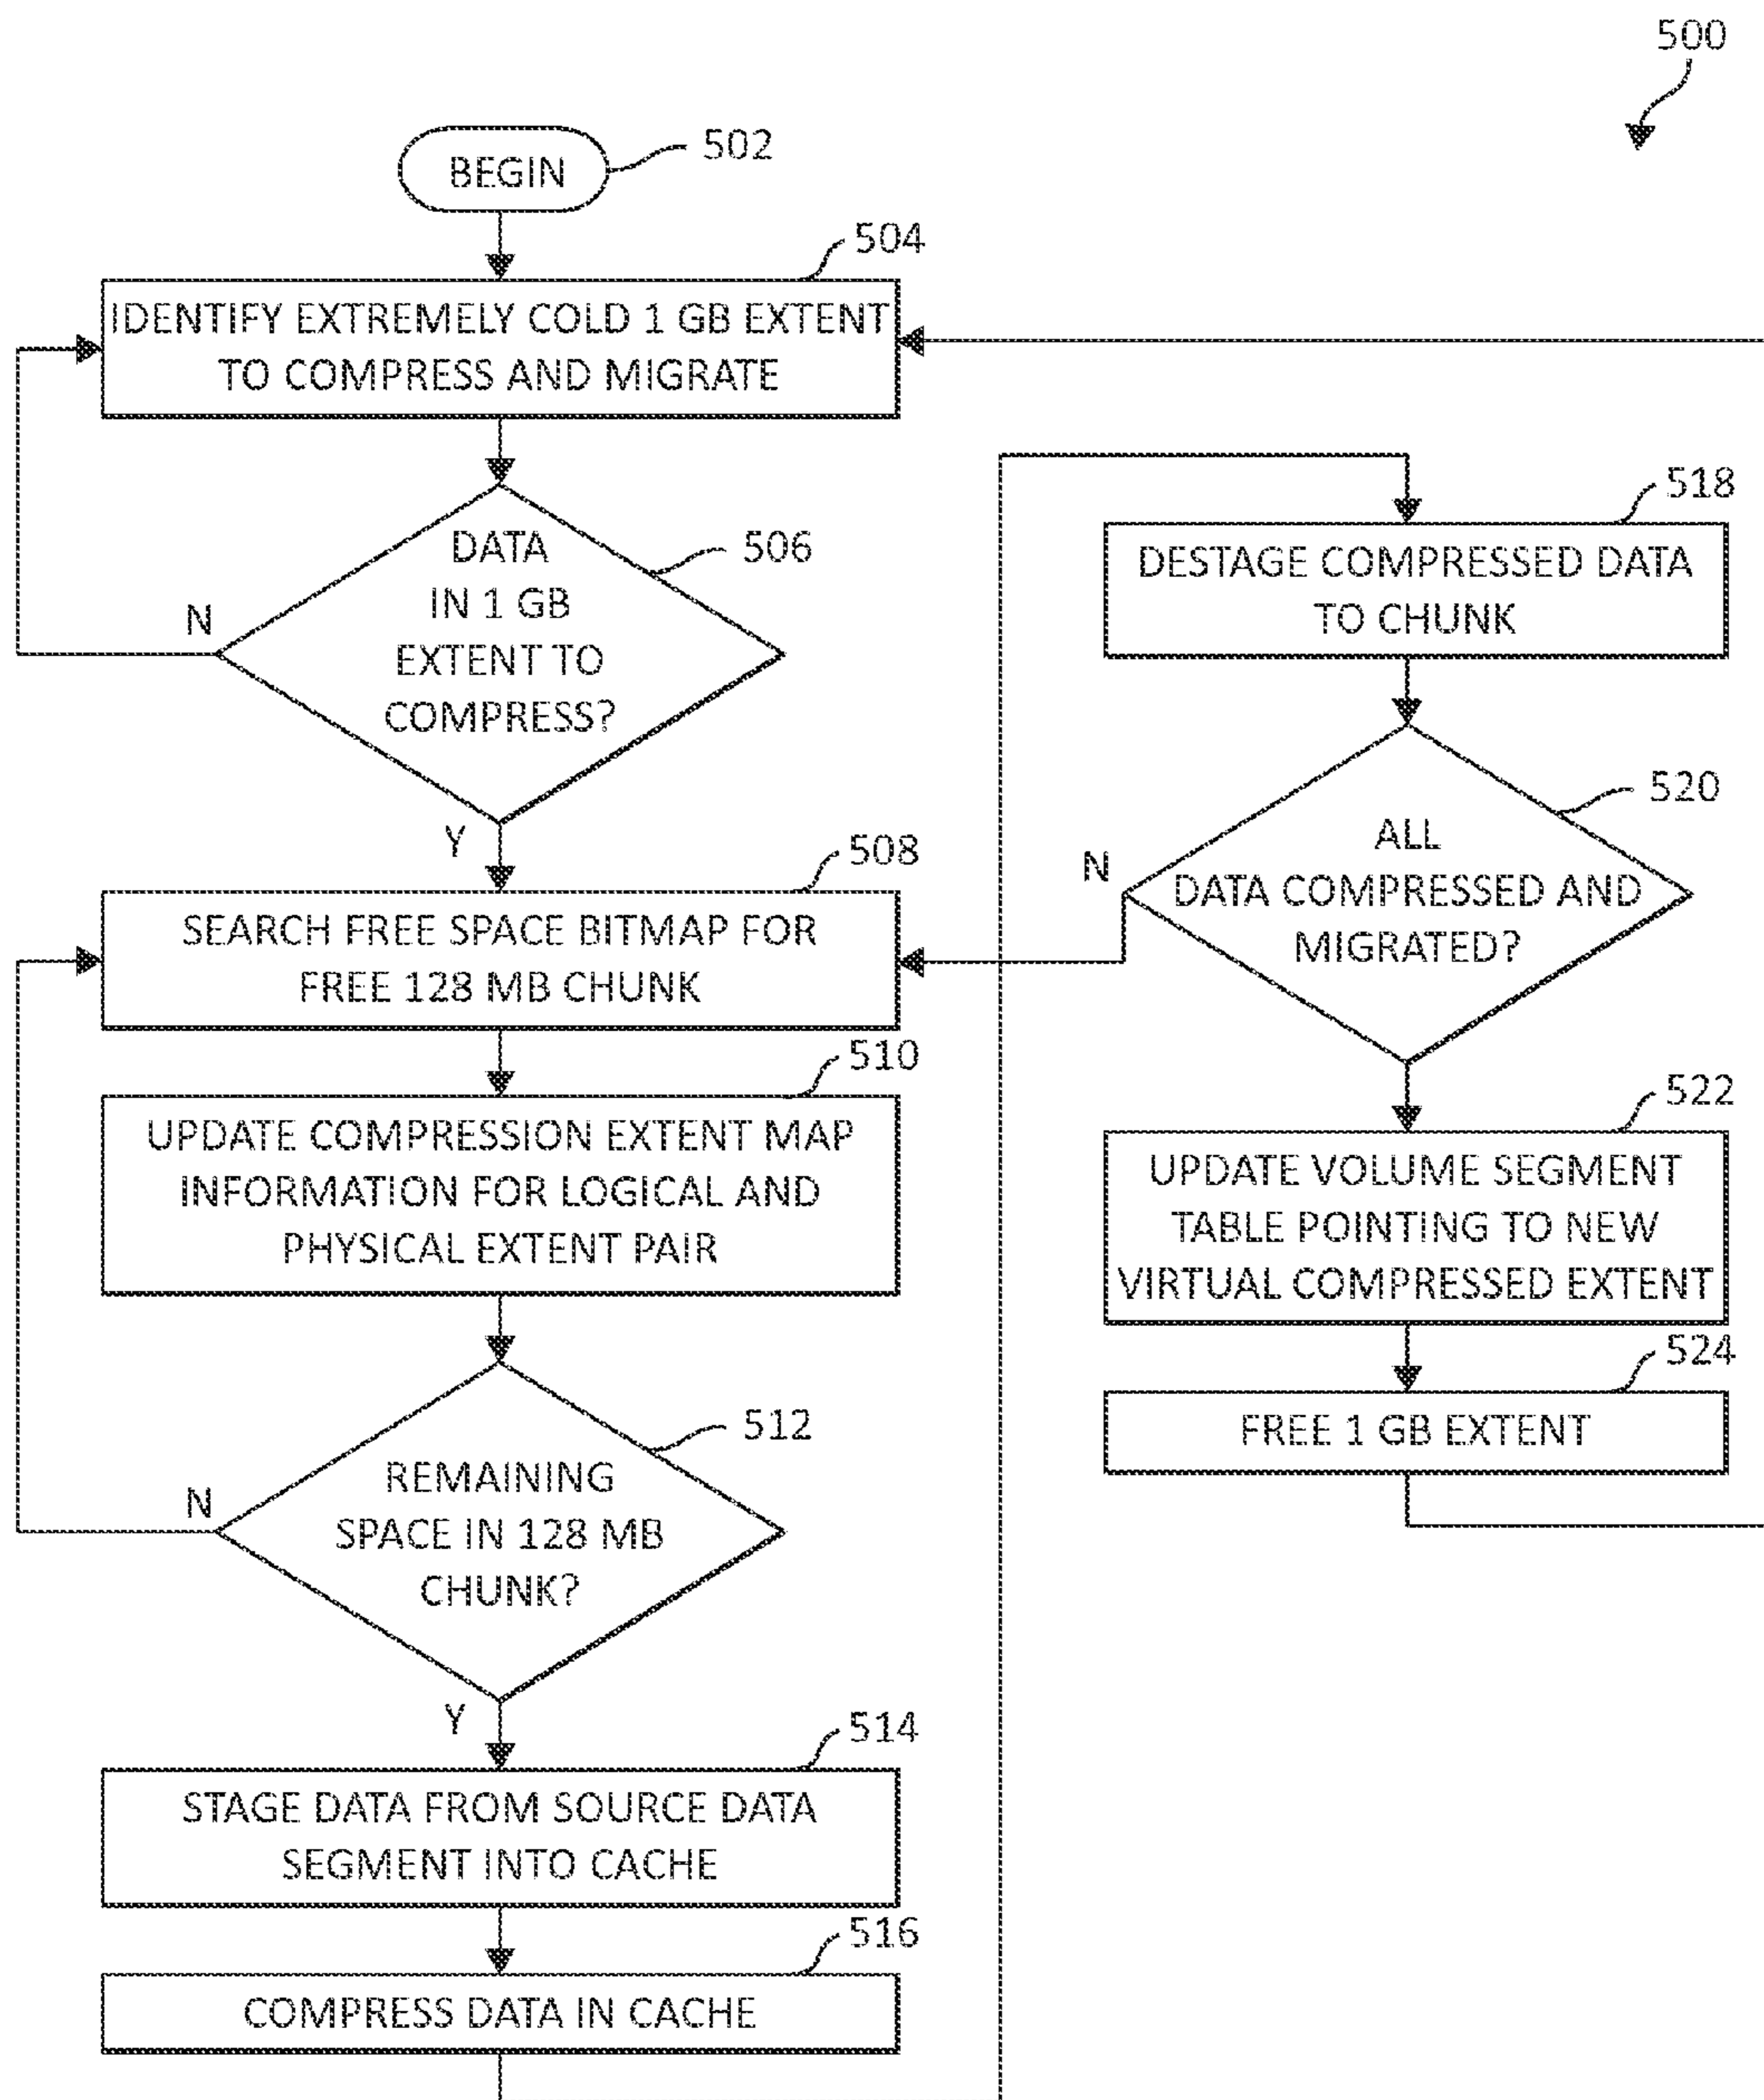 500
BEGIN
502
504
IDENTIFY EXTREMELY COLD 1 GB EXTENT
TO COMPRESS AND MIGRATE
506
DATA
IN 1 GB
EXTENT TO
COMPRESS?
N
Y
508
SEARCH FREE SPACE BITMAP FOR
FREE 128 MB CHUNK
510
UPDATE COMPRESSION EXTENT MAP
INFORMATION FOR LOGICAL AND
PHYSICAL EXTENT PAIR
512
REMAINING
SPACE IN 128 MB
CHUNK?
N
Y
514
STAGE DATA FROM SOURCE DATA
SEGMENT INTO CACHE
516
COMPRESS DATA IN CACHE
518
DESTAGE COMPRESSED DATA
TO CHUNK
520
ALL
DATA COMPRESSED AND
MIGRATED?
N
522
UPDATE VOLUME SEGMENT
TABLE POINTING TO NEW
VIRTUAL COMPRESSED EXTENT
524
FREE 1 GB EXTENT